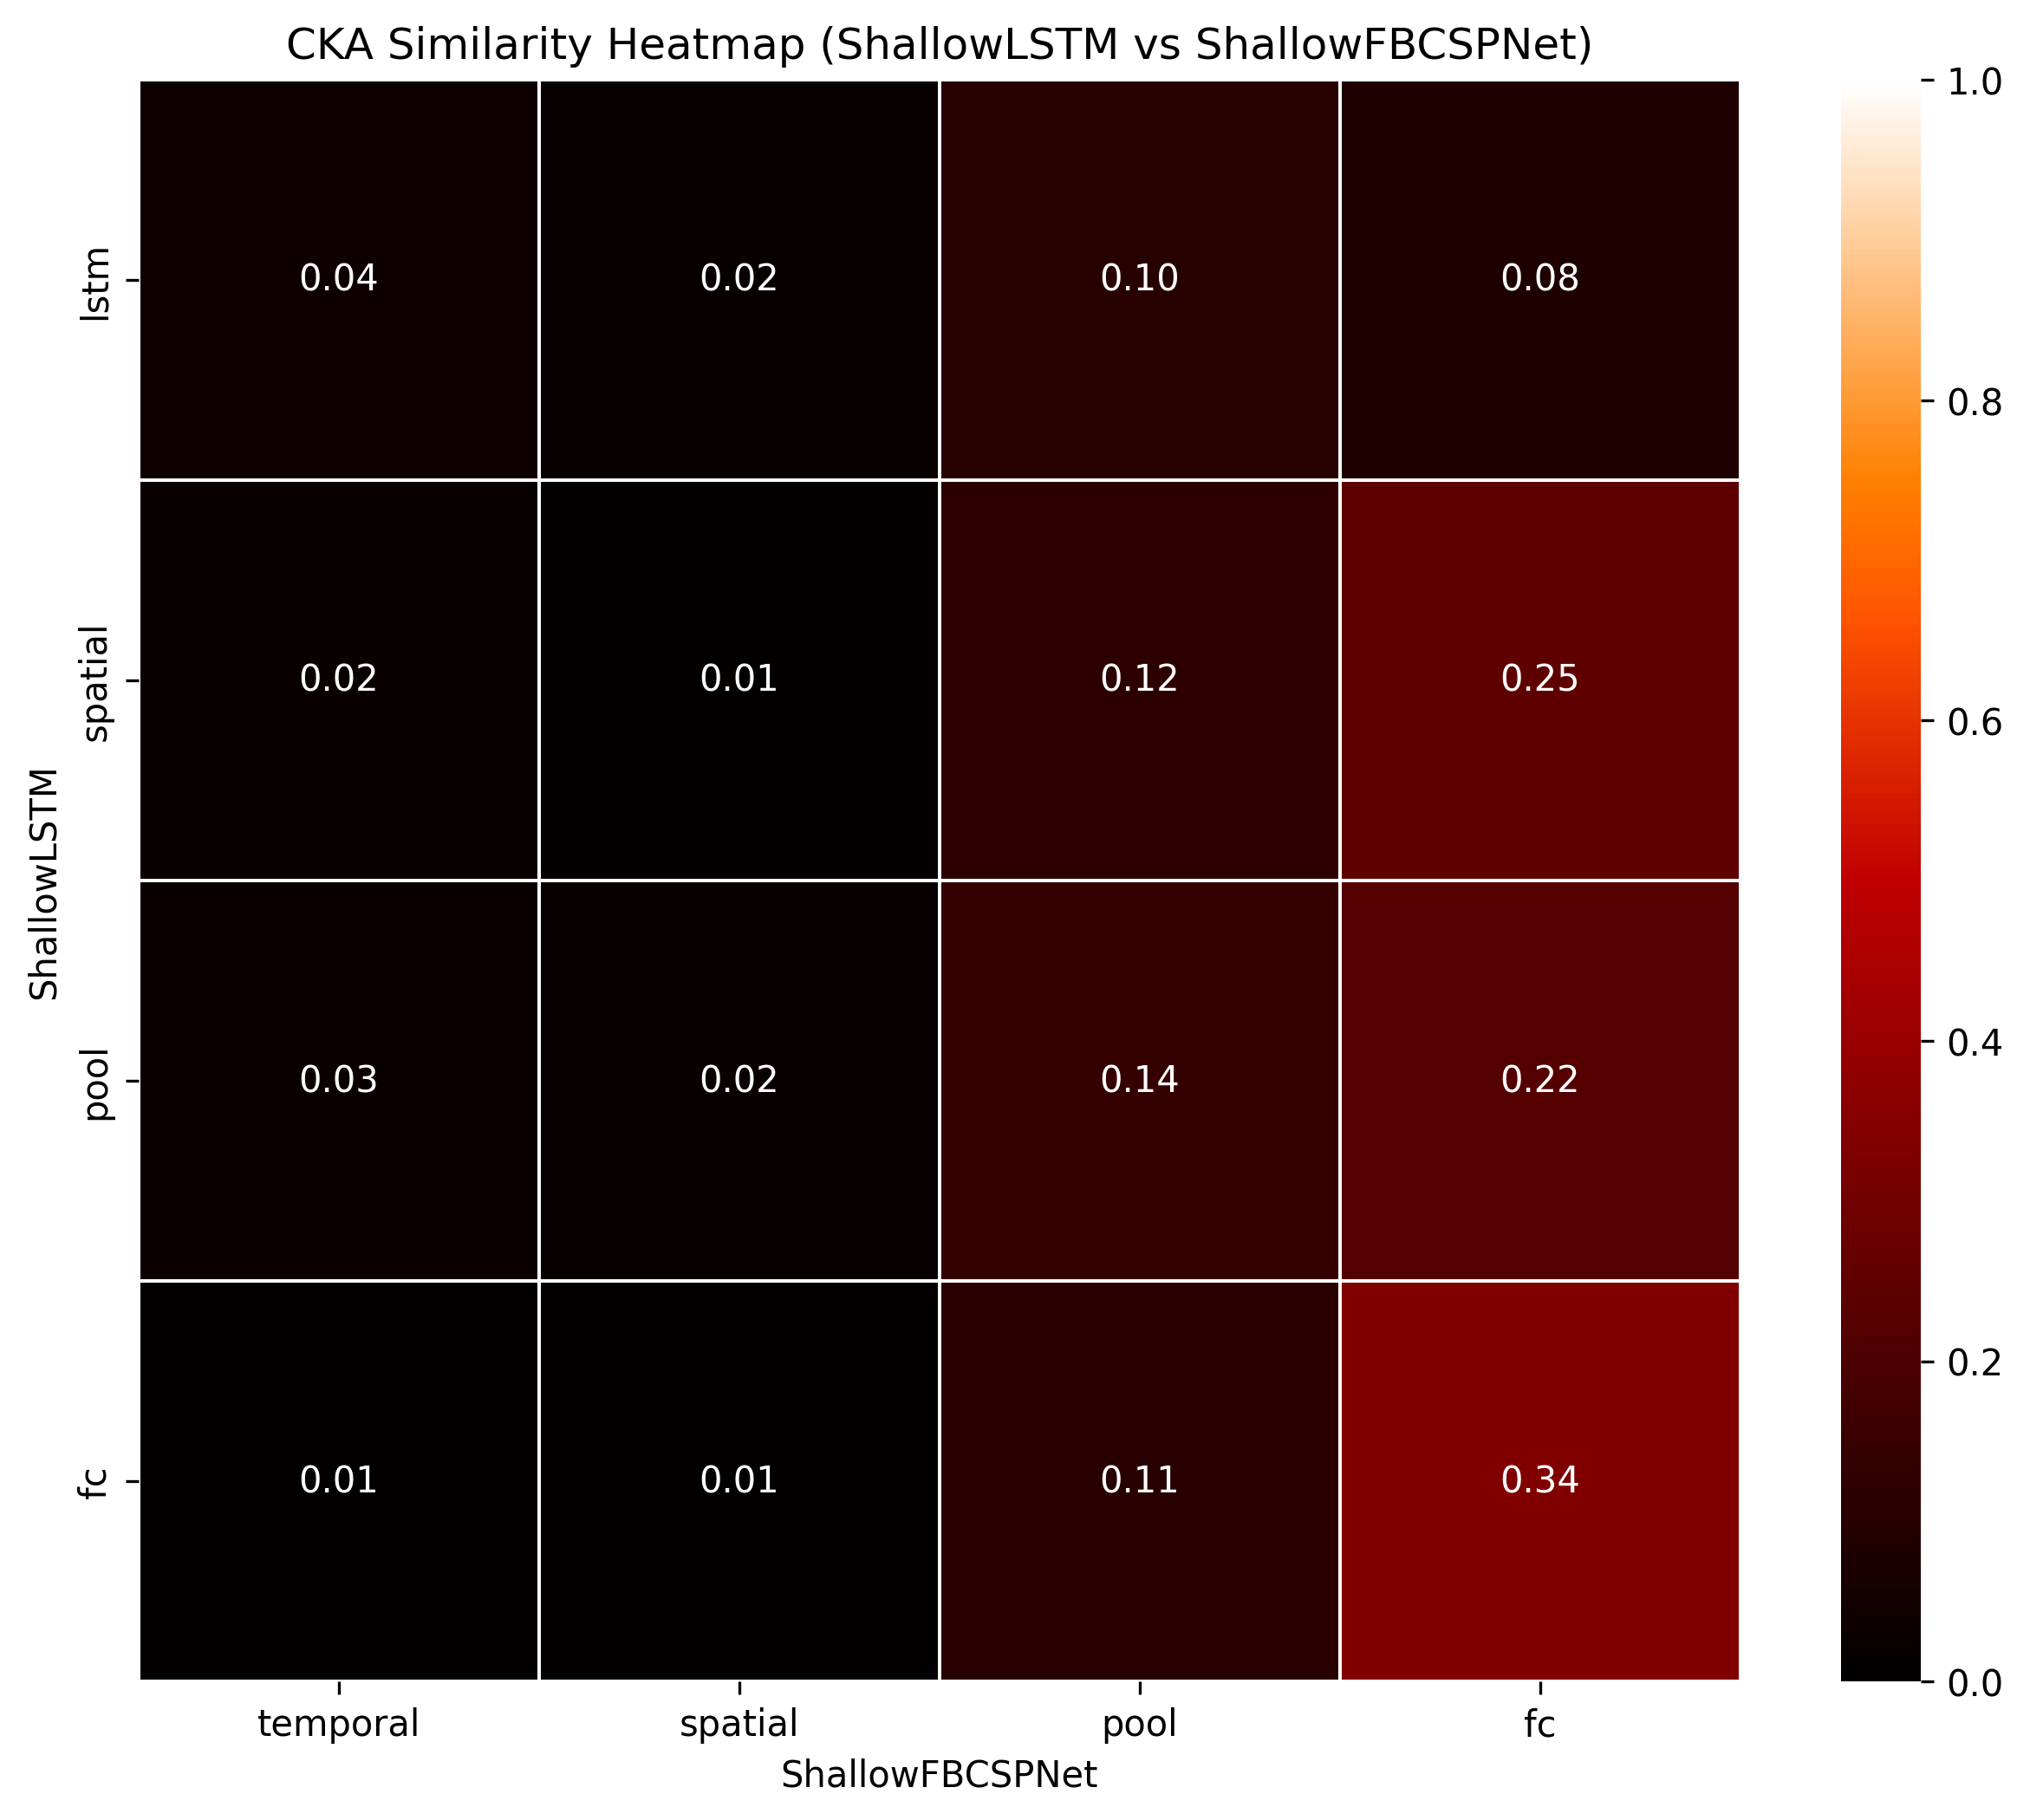 CKA Similarity Heatmap (ShallowLSTM vs ShallowFBCSPNet)
ShallowLSTM
lstm
0.04 0.02 0.10 0.08
spatial
0.02 0.01 0.12 0.25
pool
0.03 0.02 0.14 0.22
fc
0.01 0.01 0.11 0.34
temporal spatial pool fc
ShallowFBCSPNet
1.0
0.8
0.6
0.4
0.2
0.0